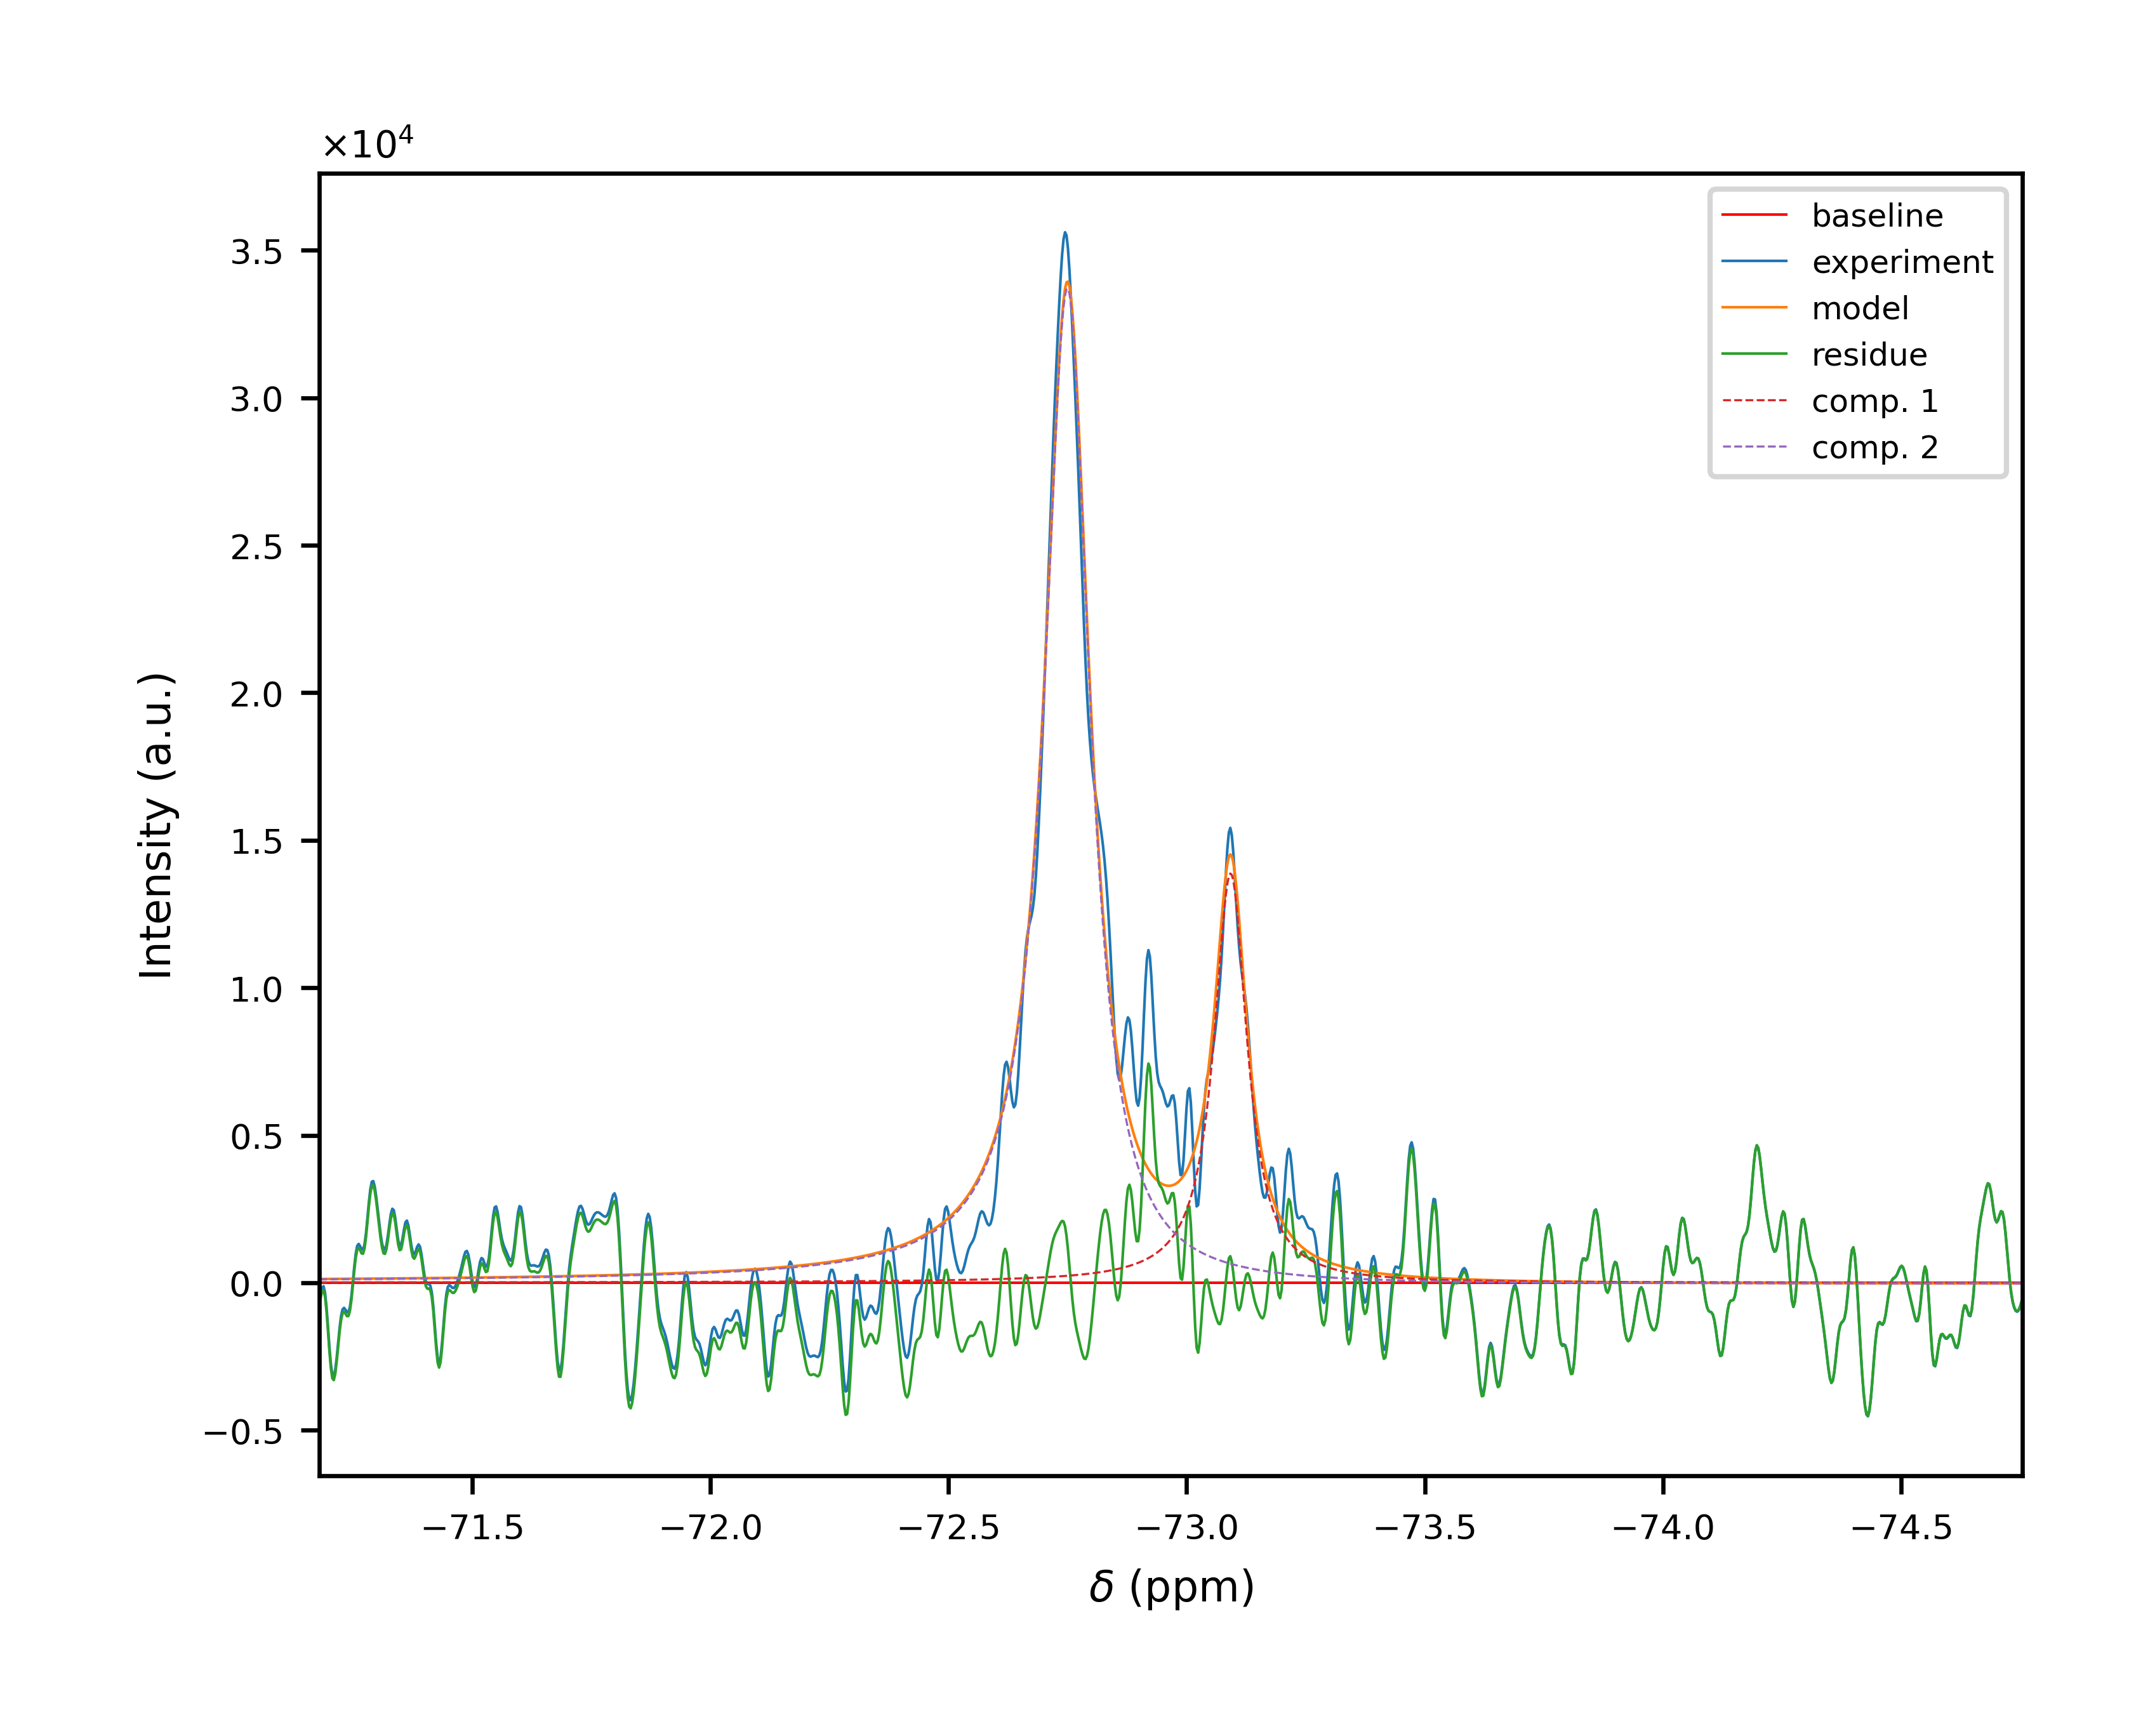 ×10⁴
3.5
3.0
2.5
2.0
1.5
1.0
0.5
0.0
−0.5
Intensity (a.u.)
baseline
experiment
model
residue
comp. 1
comp. 2
−71.5 −72.0 −72.5 −73.0 −73.5 −74.0 −74.5
δ (ppm)